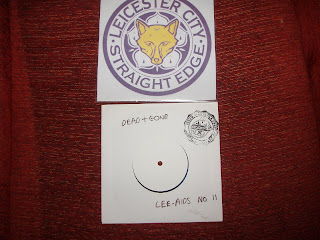 LEICESTER CITY
STRAIGHT EDGE
DEAD + GONE
LEE-AIDS NO 11